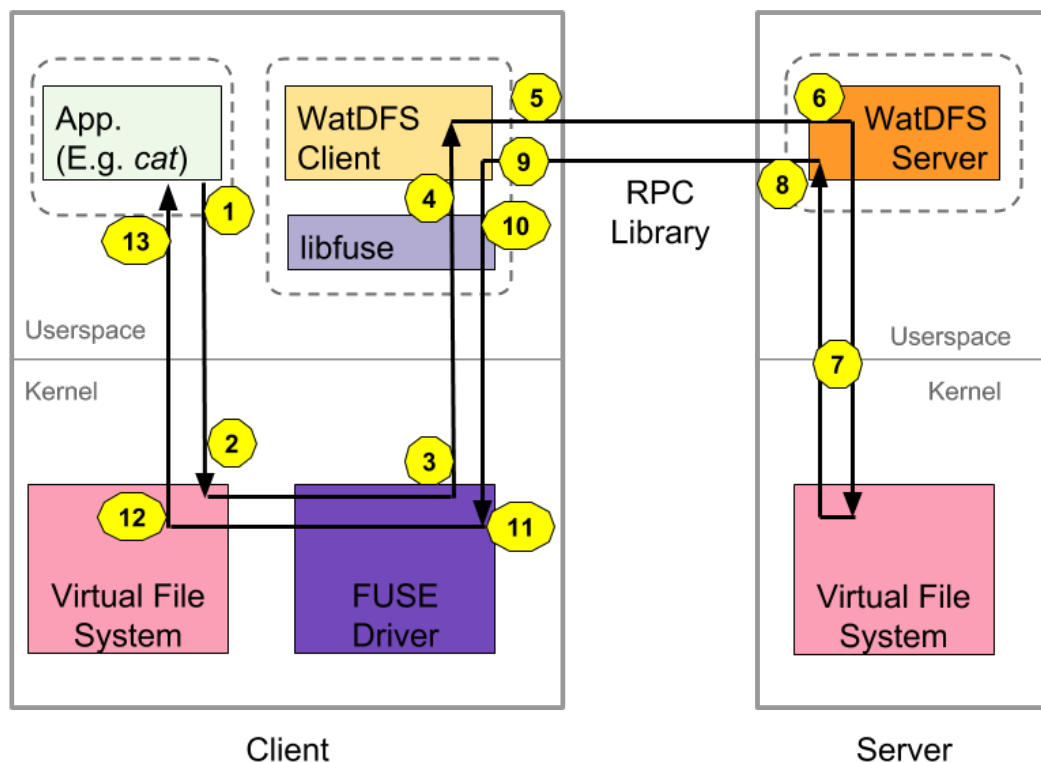 App.
(E.g. cat)
WatDFS
Client
libfuse
Userspace
Kernel
Virtual File
System
FUSE
Driver
Client
RPC
Library
WatDFS
Server
Userspace
Kernel
Virtual File
System
Server
1
2
3
4
5
6
7
8
9
10
11
12
13